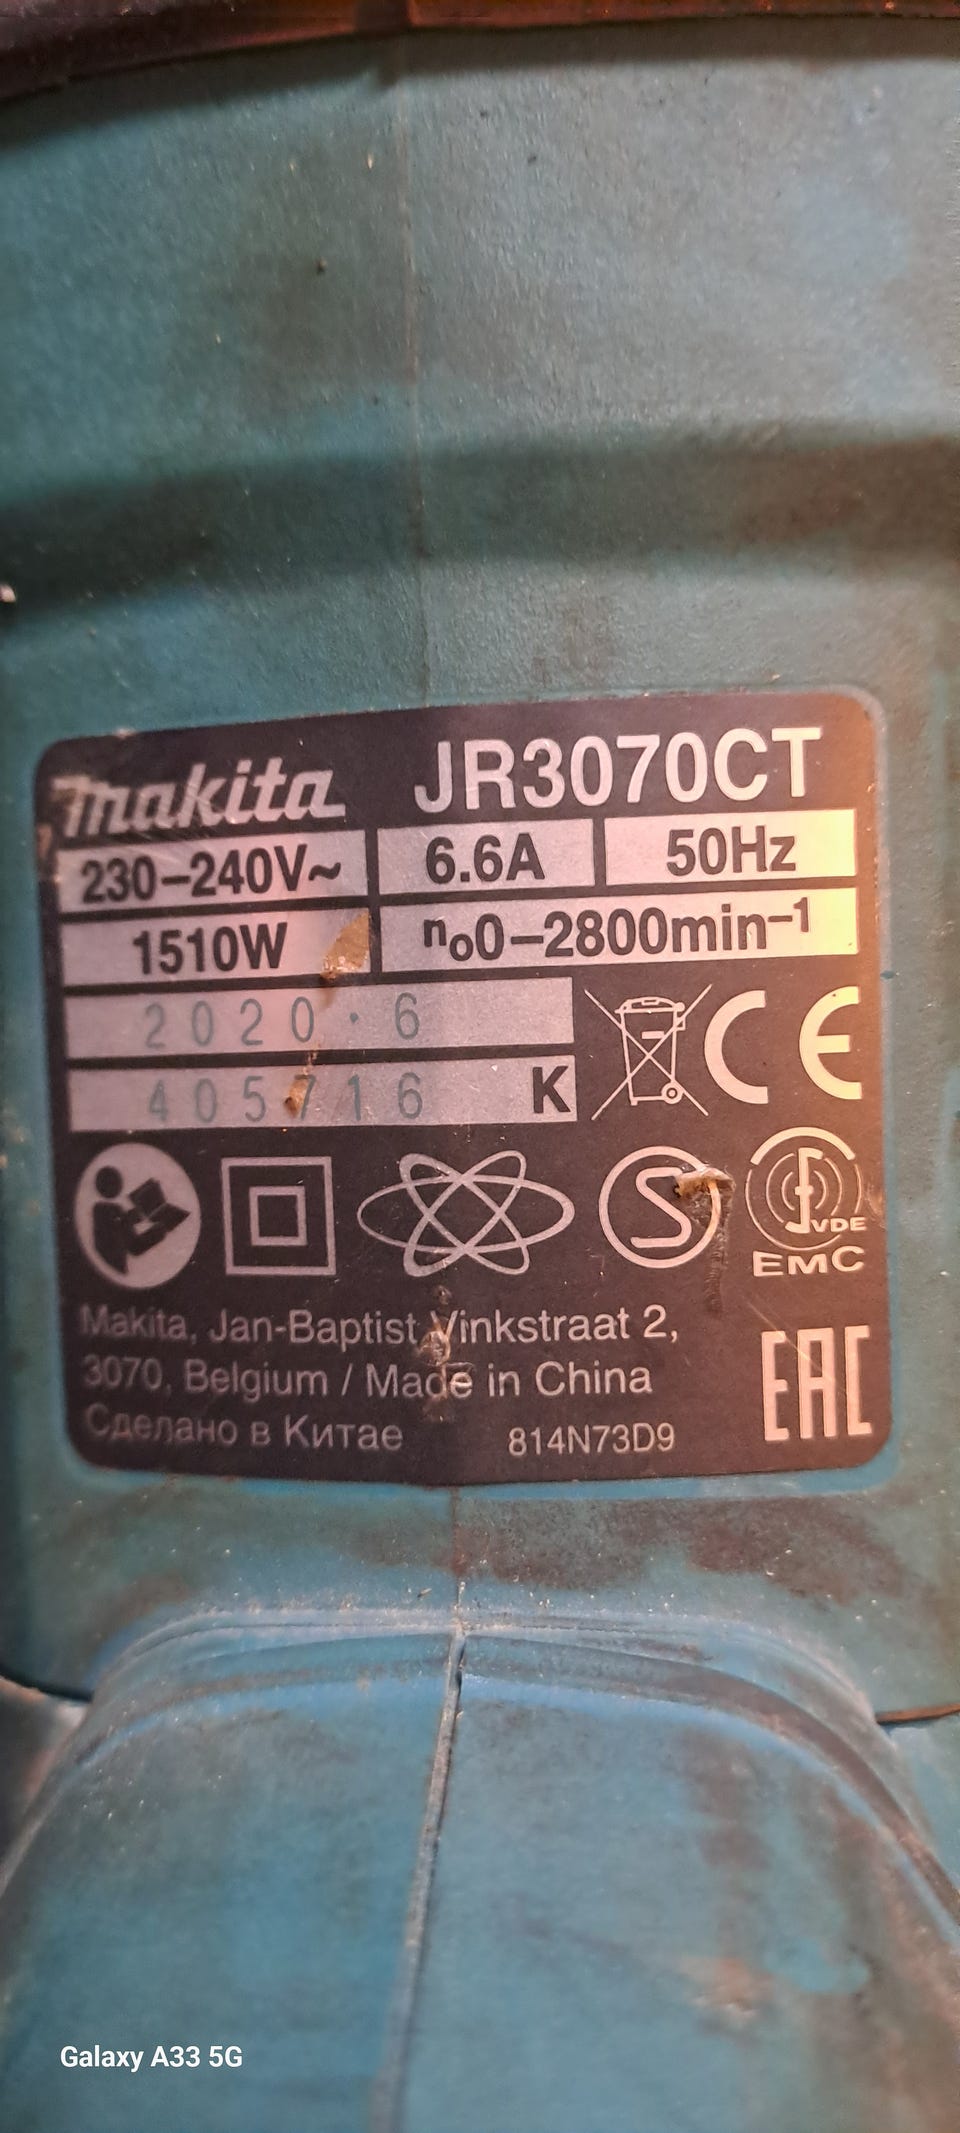 makita JR3070CT
230–240V~ 6.6A 50Hz
1510W n₀0–2800min⁻¹
2020・6
405716 K
CE
S
VDE
EMC
Makita, Jan-Baptist Vinkstraat 2,
3070, Belgium / Made in China
Сделано в Китае 814N73D9
EAC
Galaxy A33 5G